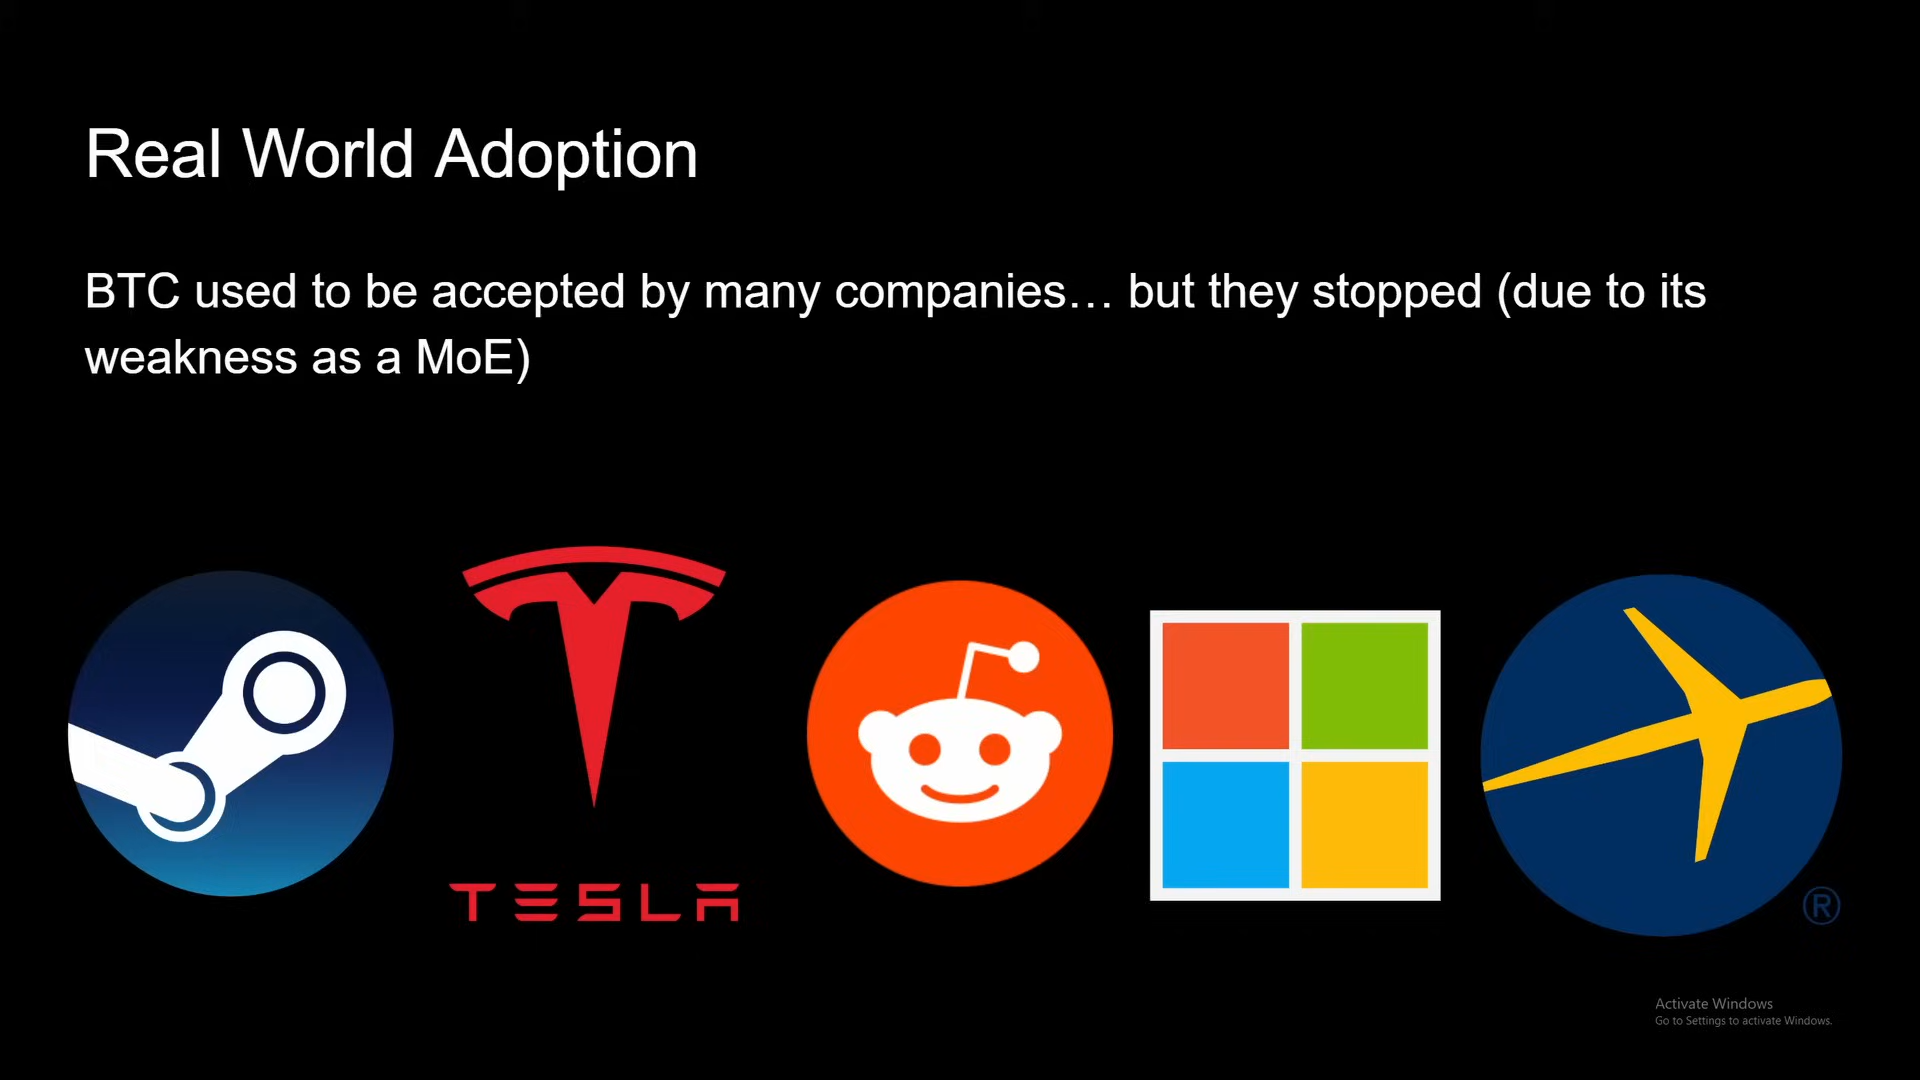 Real World Adoption
BTC used to be accepted by many companies… but they stopped (due to its
weakness as a MoE)
TESLA
®
Activate Windows
Go to Settings to activate Windows.